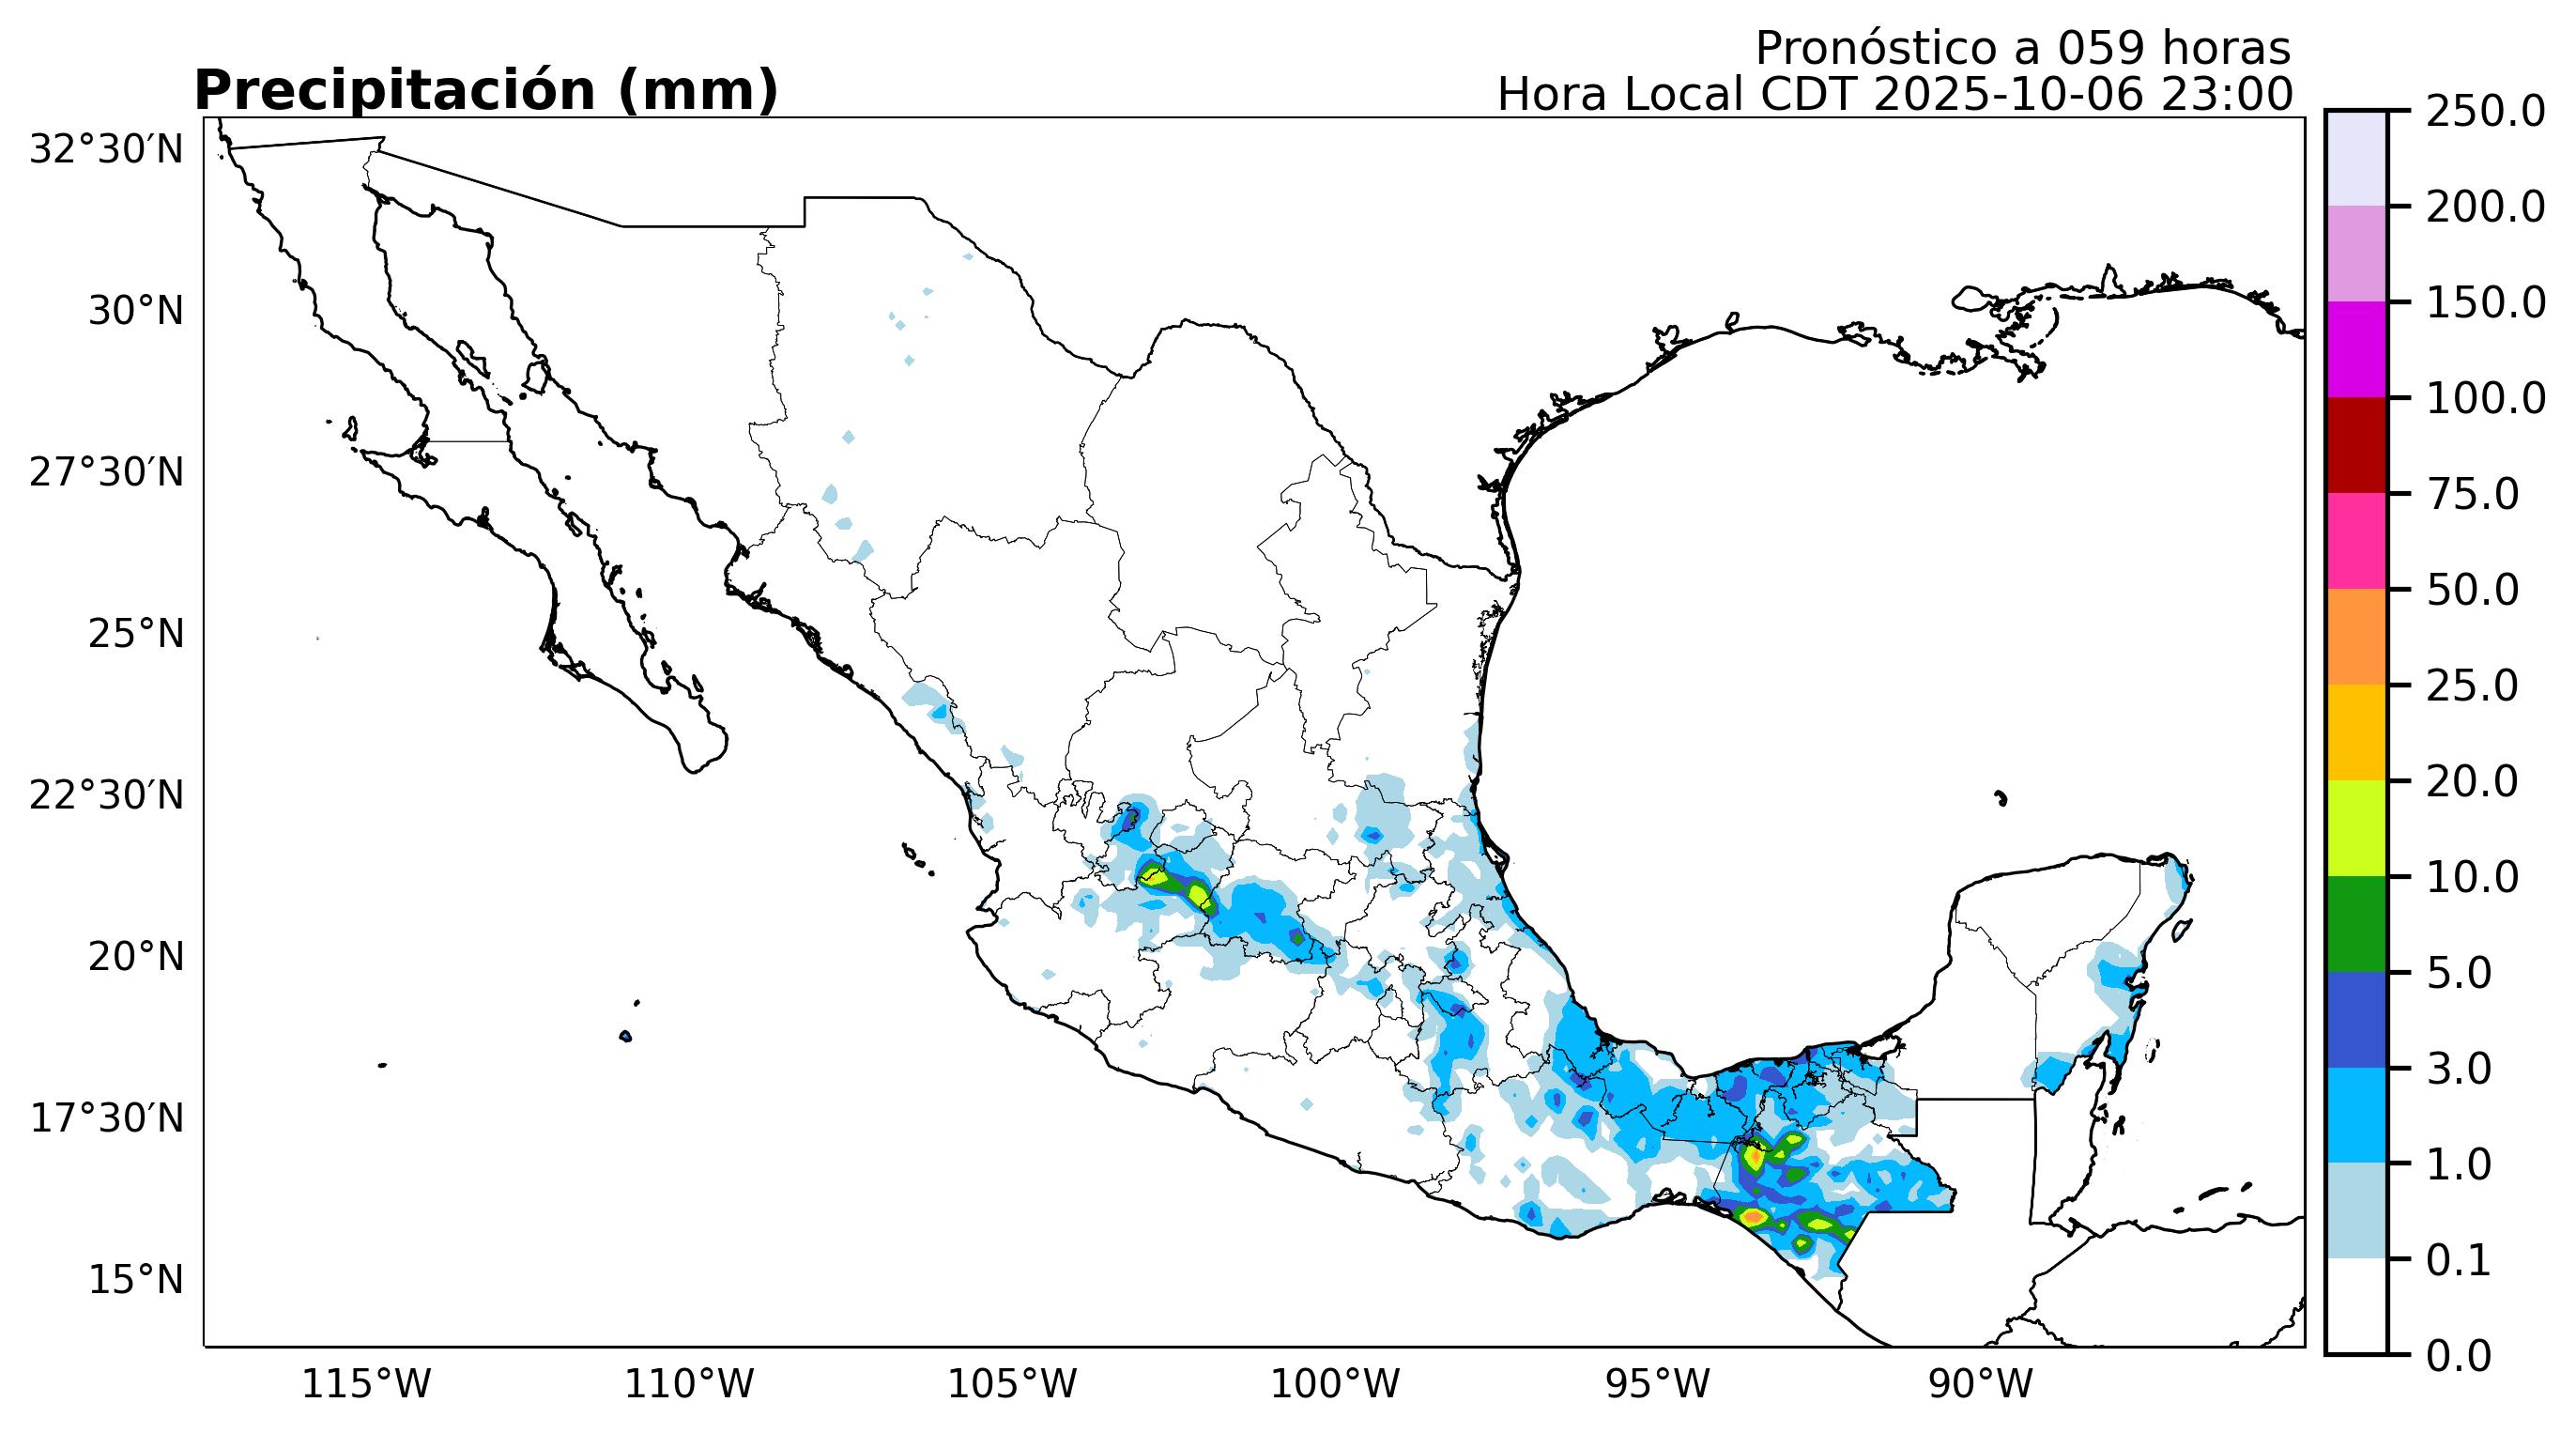 Pronóstico a 059 horas
Precipitación (mm)
Hora Local CDT 2025-10-06 23:00
32°30′N
30°N
27°30′N
25°N
22°30′N
20°N
17°30′N
15°N
115°W
110°W
105°W
100°W
95°W
90°W
250.0
200.0
150.0
100.0
75.0
50.0
25.0
20.0
10.0
5.0
3.0
1.0
0.1
0.0